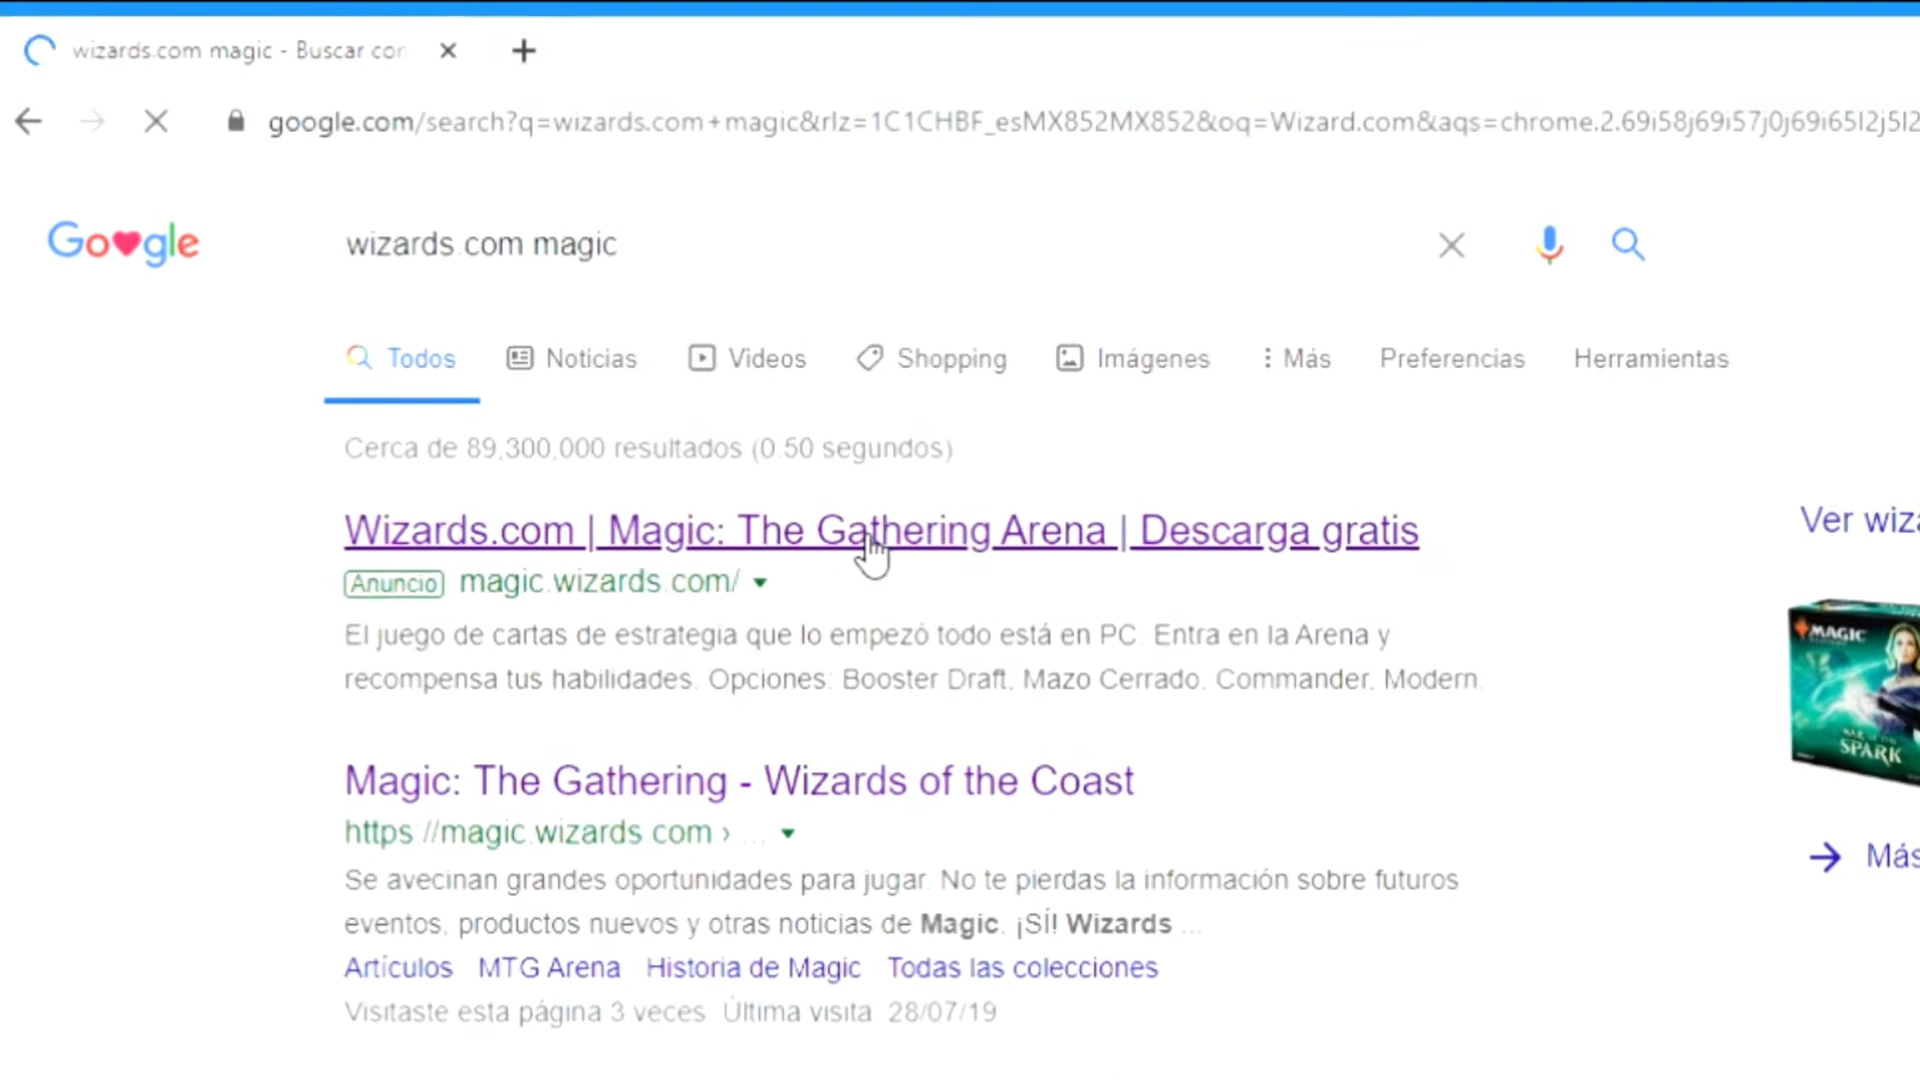 wizards.com magic - Buscar con
google.com/search?q=wizards.com+magic&rlz=1C1CHBF_esMX852MX852&oq=Wizard.com&aqs=chrome.2.69i58j69i57j0j69i65l2j5l2
Go gle
wizards.com magic
Todos Noticias Videos Shopping Imágenes Más Preferencias Herramientas
Cerca de 89,300,000 resultados (0.50 segundos)
Wizards.com | Magic: The Gathering Arena | Descarga gratis
Anuncio magic.wizards.com/
El juego de cartas de estrategia que lo empezó todo está en PC. Entra en la Arena y
recompensa tus habilidades. Opciones: Booster Draft, Mazo Cerrado, Commander, Modern.
Magic: The Gathering - Wizards of the Coast
https://magic.wizards.com › ...
Se avecinan grandes oportunidades para jugar. No te pierdas la información sobre futuros
eventos, productos nuevos y otras noticias de Magic. ¡SÍ! Wizards ...
Artículos MTG Arena Historia de Magic Todas las colecciones
Visitaste esta página 3 veces. Última visita: 28/07/19
Ver wiza
MAGIC
WAR OF THE
SPARK
Más